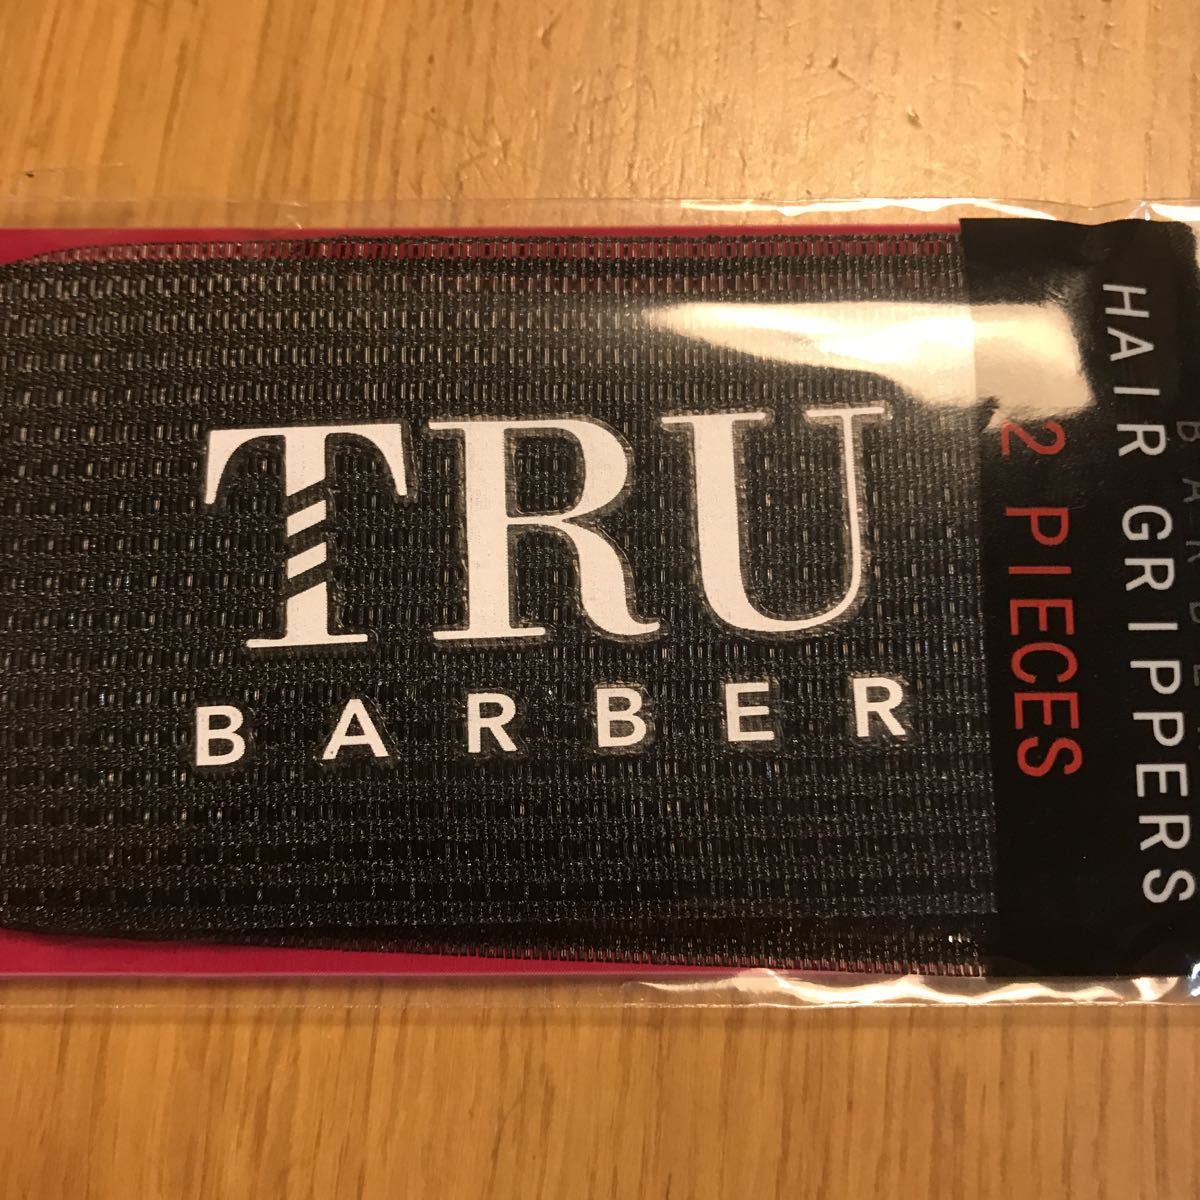 TRU
BARBER
HAIR GRIPPERS
2 PIECES